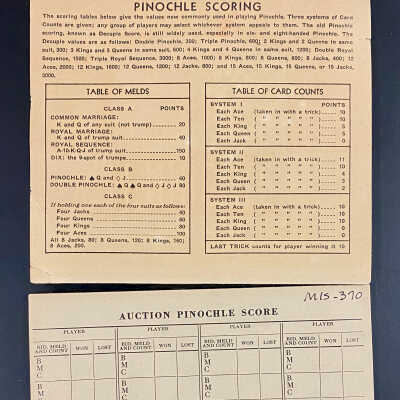 PINOCHLE SCORING
The scoring tables below give the values now commonly used in playing Pinochle. Three systems of Card
Counts are given; any group of players may select whichever system appeals to them. The old Pinochle
scoring, known as Decuple Score, is still widely used, especially in six- and eight-handed Pinochle. The
Decuple values are as follows: Double Pinochle, 300; Triple Pinochle, 600; 2 Kings and 2 Queens in same
suit, 300; 3 Kings and 3 Queens in same suit, 600; 4 Kings and 4 Queens in same suit, 1200; Double Royal
Sequence, 1500; Triple Royal Sequence, 3000; 8 Aces, 1000; 8 Kings, 800; 8 Queens, 600; 8 Jacks, 400; 12
Aces, 2000; 12 Kings, 1600; 12 Queens, 1200; 12 Jacks, 800; and 15 Aces, 15 Kings, 15 Queens, or 15 Jacks,
3000.
TABLE OF MELDS
CLASS A POINTS
COMMON MARRIAGE:
K and Q of any suit (not trump) 20
ROYAL MARRIAGE:
K and Q of trump suit 40
ROYAL SEQUENCE:
A-10-K-Q-J of trump suit 150
DIX: the 9-spot of trumps 10
CLASS B
PINOCHLE: ♠ Q and ♢ J 40
DOUBLE PINOCHLE: ♠ Q ♠ Q and ♢ J ♢ J 80
CLASS C
If holding one each of the four suits as follows:
Four Jacks 40
Four Queens 60
Four Kings 80
Four Aces 100
All 8 Jacks, 80; 8 Queens, 120; 8 Kings, 160;
8 Aces, 200.
TABLE OF CARD COUNTS
SYSTEM I POINTS
Each Ace (taken in with a trick) 10
Each Ten ( " " " " " ) 10
Each King ( " " " " " ) 5
Each Queen ( " " " " " ) 5
Each Jack ( " " " " " ) 0
SYSTEM II
Each Ace (taken in with a trick) 11
Each Ten ( " " " " " ) 10
Each King ( " " " " " ) 4
Each Queen ( " " " " " )
Each Jack ( " " " " " ) 2
SYSTEM III
Each Ace (taken in with a trick) 10
Each Ten ( " " " " " ) 10
Each King ( " " " " " ) 10
Each Queen ( " " " " " ) 0
Each Jack ( " " " " " ) 0
LAST TRICK counts for player winning it 10
MIS-370
AUCTION PINOCHLE SCORE
PLAYER PLAYER PLAYER PLAYER
BID, MELD AND COUNT WON LOST BID, MELD AND COUNT WON LOST BID, MELD AND COUNT WON LOST BID, MELD AND COUNT WON LOST
B B B B
M M M M
C C C C
B B B B
M M M M
C C C C